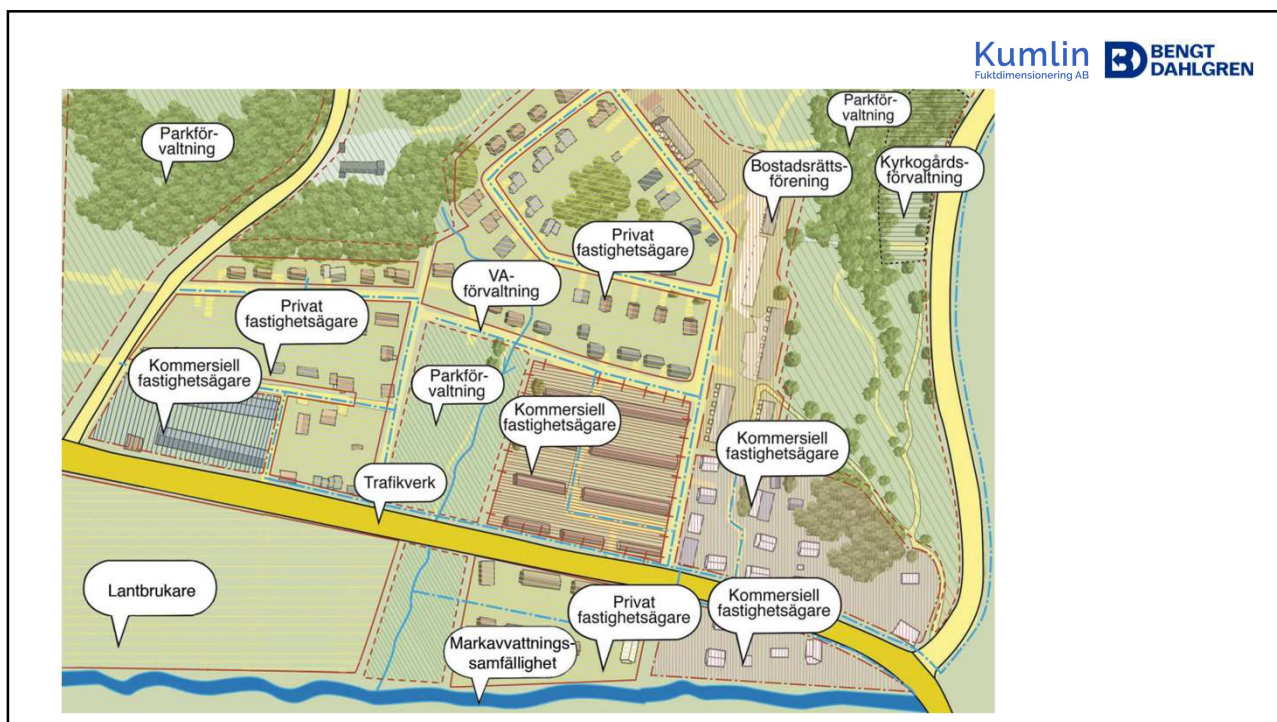 Kumlin
Fuktdimensionering AB
BENGT
DAHLGREN
Parkför-
valtning
Parkför-
valtning
Bostadsrätts-
förening
Kyrkogårds-
förvaltning
Privat
fastighetsägare
VA-
förvaltning
Privat
fastighetsägare
Kommersiell
fastighetsägare
Parkför-
valtning
Kommersiell
fastighetsägare
Kommersiell
fastighetsägare
Trafikverk
Lantbrukare
Privat
fastighetsägare
Kommersiell
fastighetsägare
Markavvattnings-
samfällighet